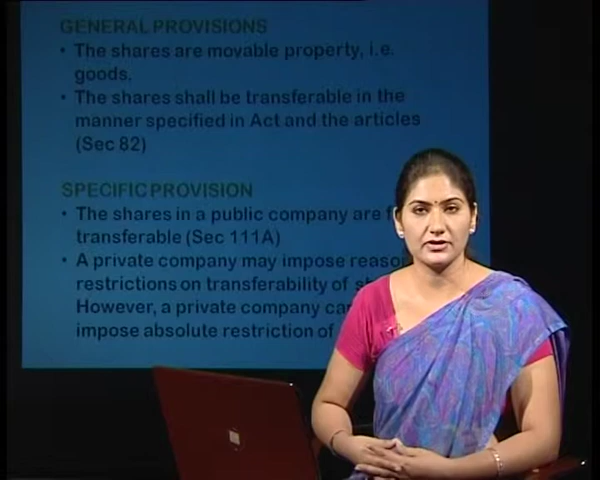 GENERAL PROVISIONS
• The shares are movable property, i.e.
goods.
• The shares shall be transferable in the
manner specified in Act and the articles
(Sec 82)
SPECIFIC PROVISION
• The shares in a public company are
transferable (Sec 111A)
• A private company may impose
restrictions on transferability of
However, a private company
impose absolute restriction of